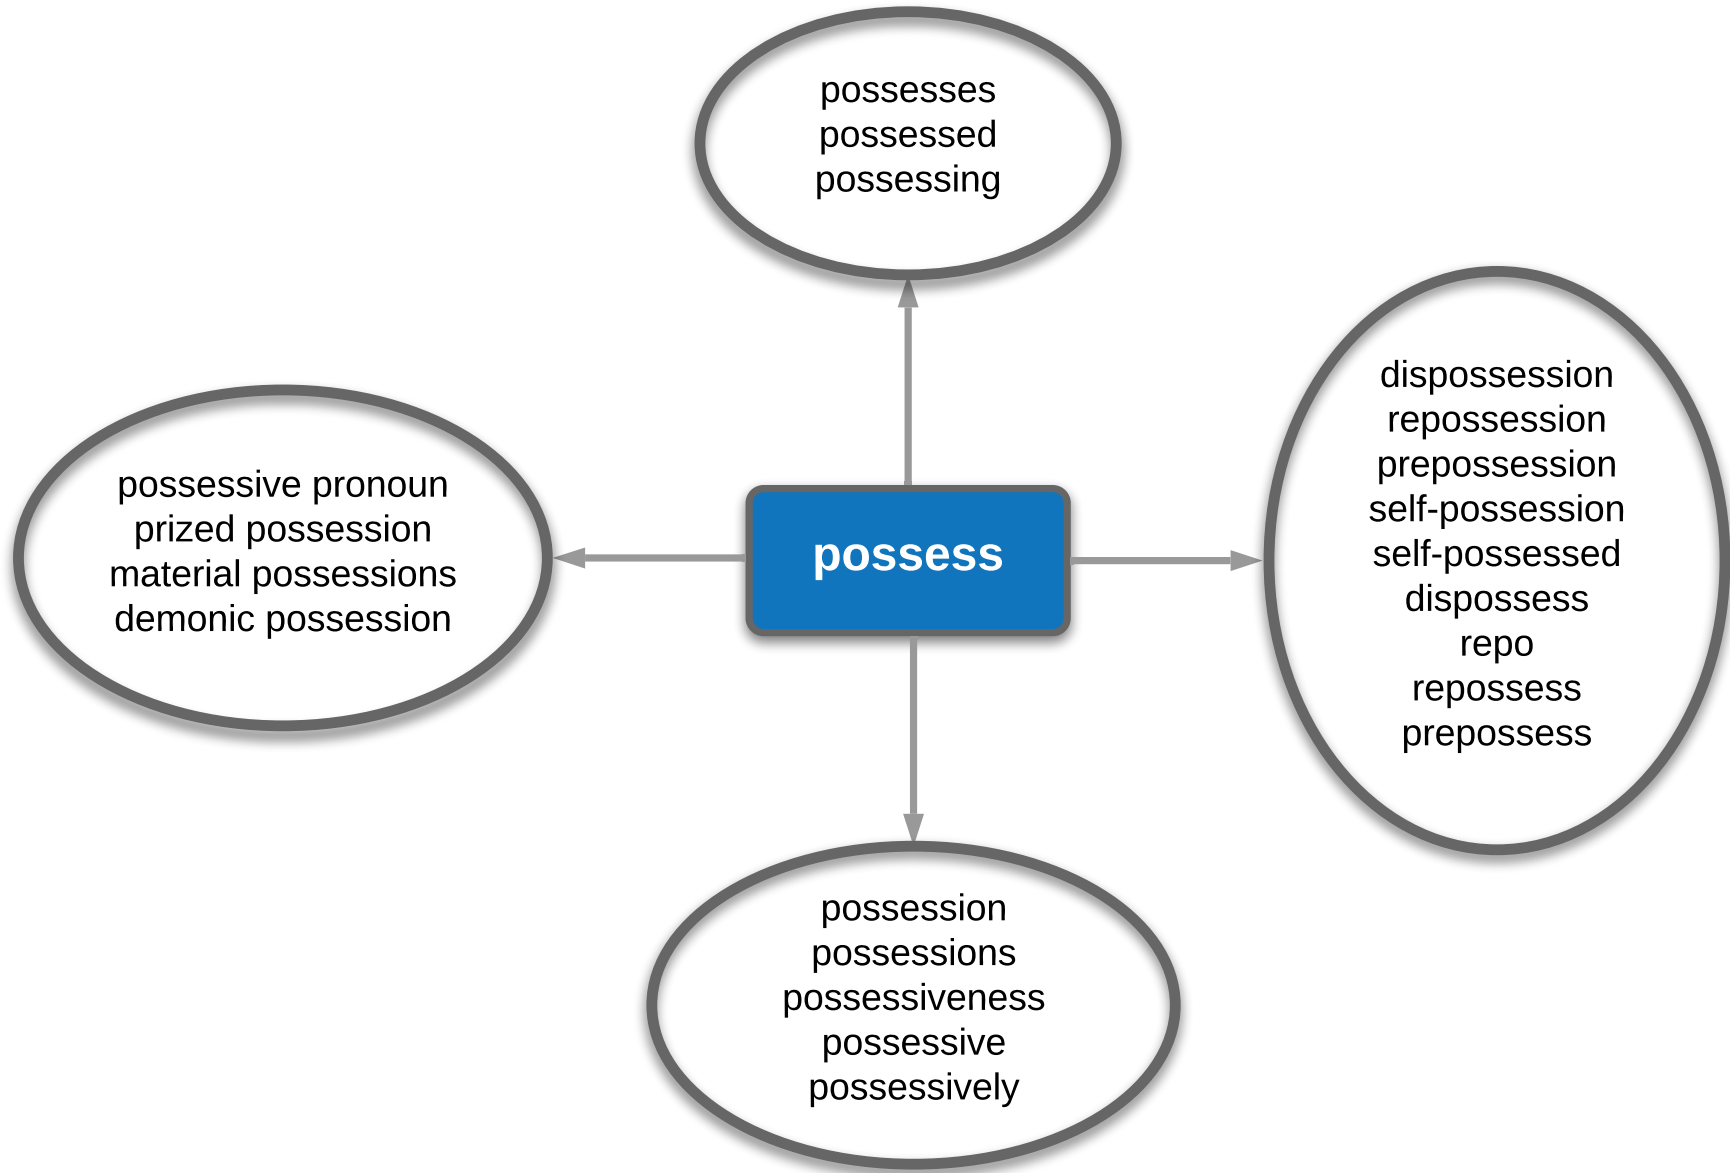 possesses
possessed
possessing
possessive pronoun
prized possession
material possessions
demonic possession
possess
dispossession
repossession
prepossession
self-possession
self-possessed
dispossess
repo
repossess
prepossess
possession
possessions
possessiveness
possessive
possessively